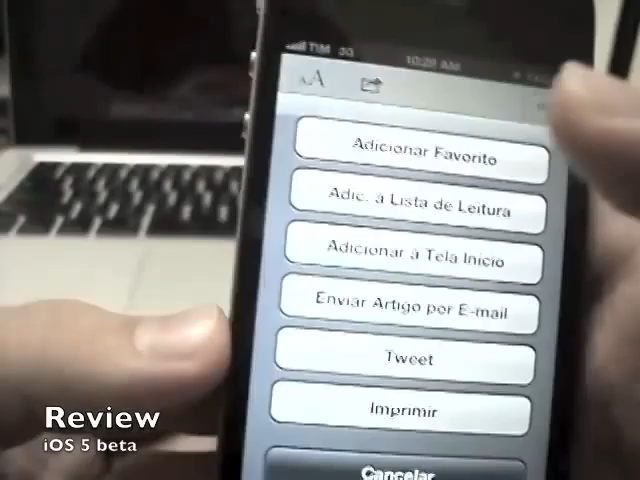 TIM 3G 10:20 AM
AA
Adicionar Favorito
Adic. à Lista de Leitura
Adicionar à Tela Início
Enviar Artigo por E-mail
Tweet
Imprimir
Cancelar
Review
iOS 5 beta